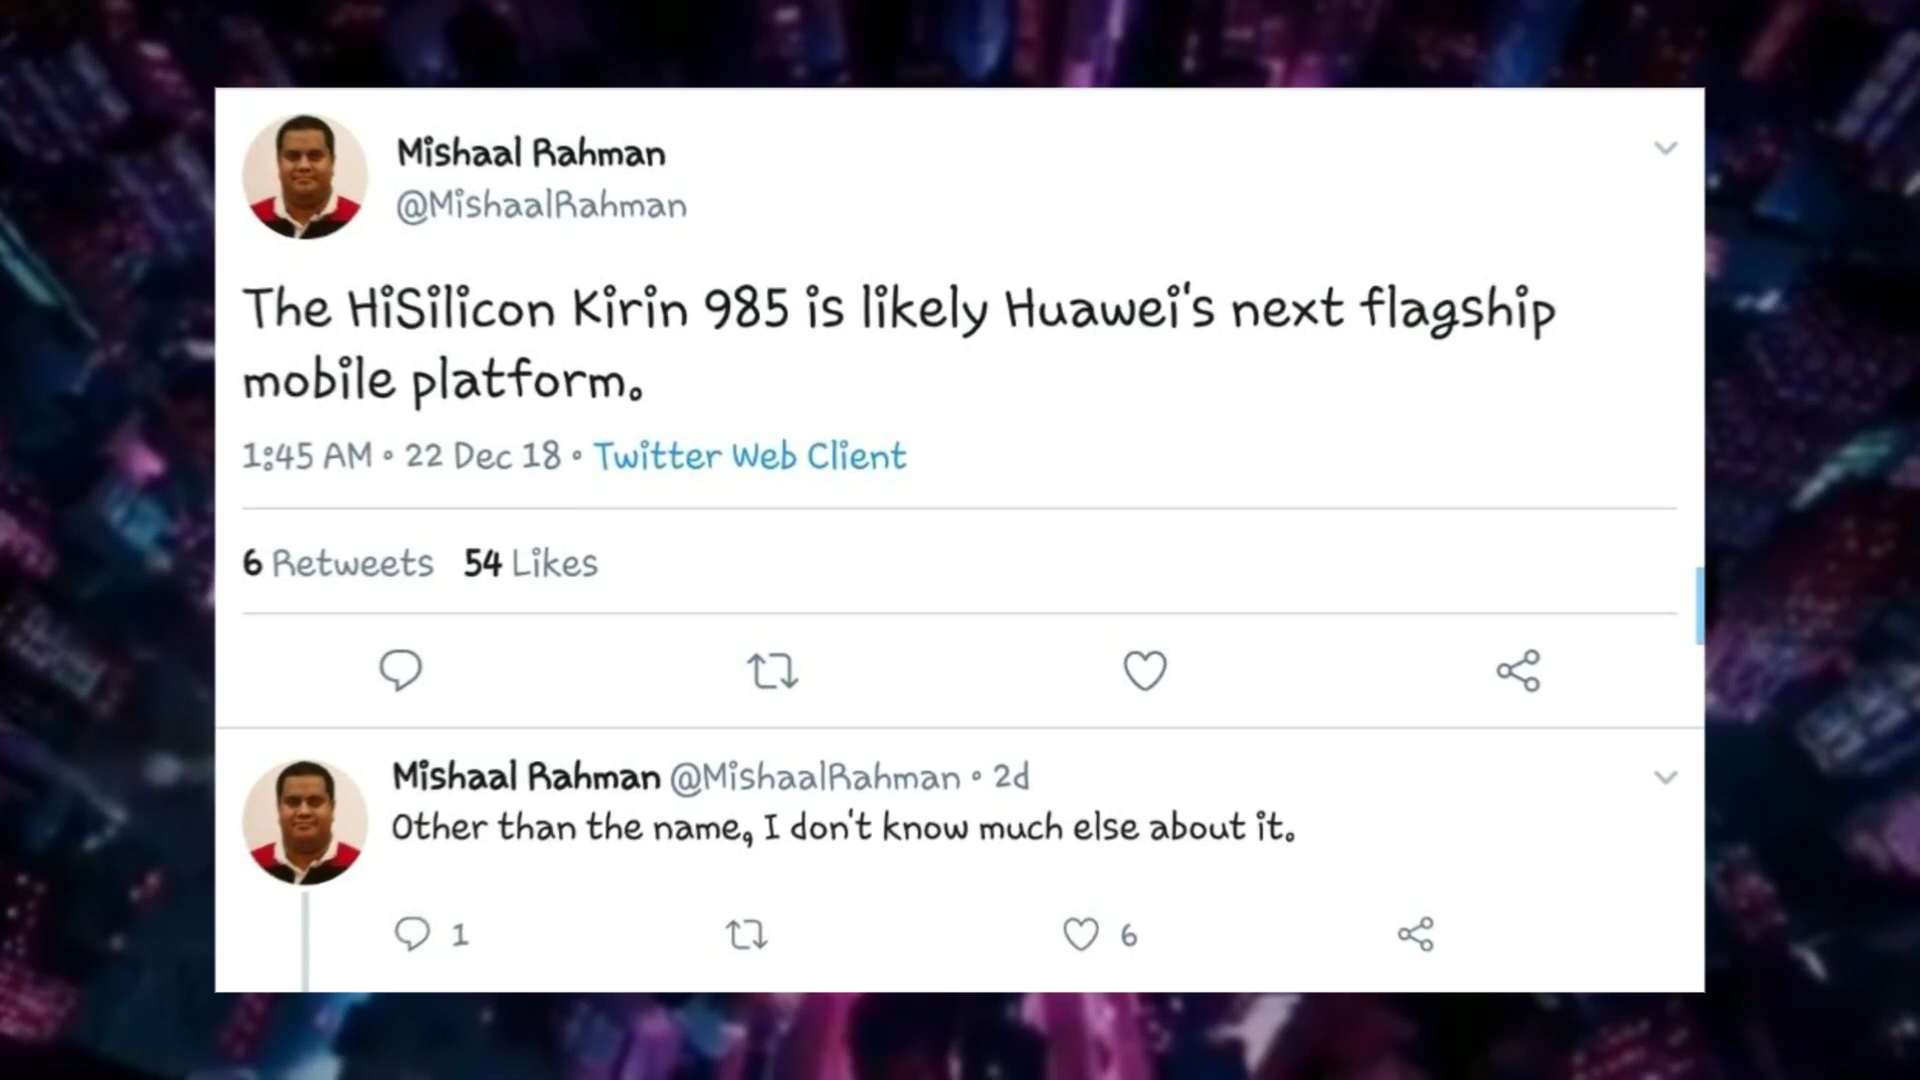 Mishaal Rahman
@MishaalRahman
The HiSilicon Kirin 985 is likely Huawei's next flagship
mobile platform.
1:45 AM • 22 Dec 18 • Twitter Web Client
6 Retweets 54 Likes
Mishaal Rahman @MishaalRahman • 2d
Other than the name, I don't know much else about it.
1 6